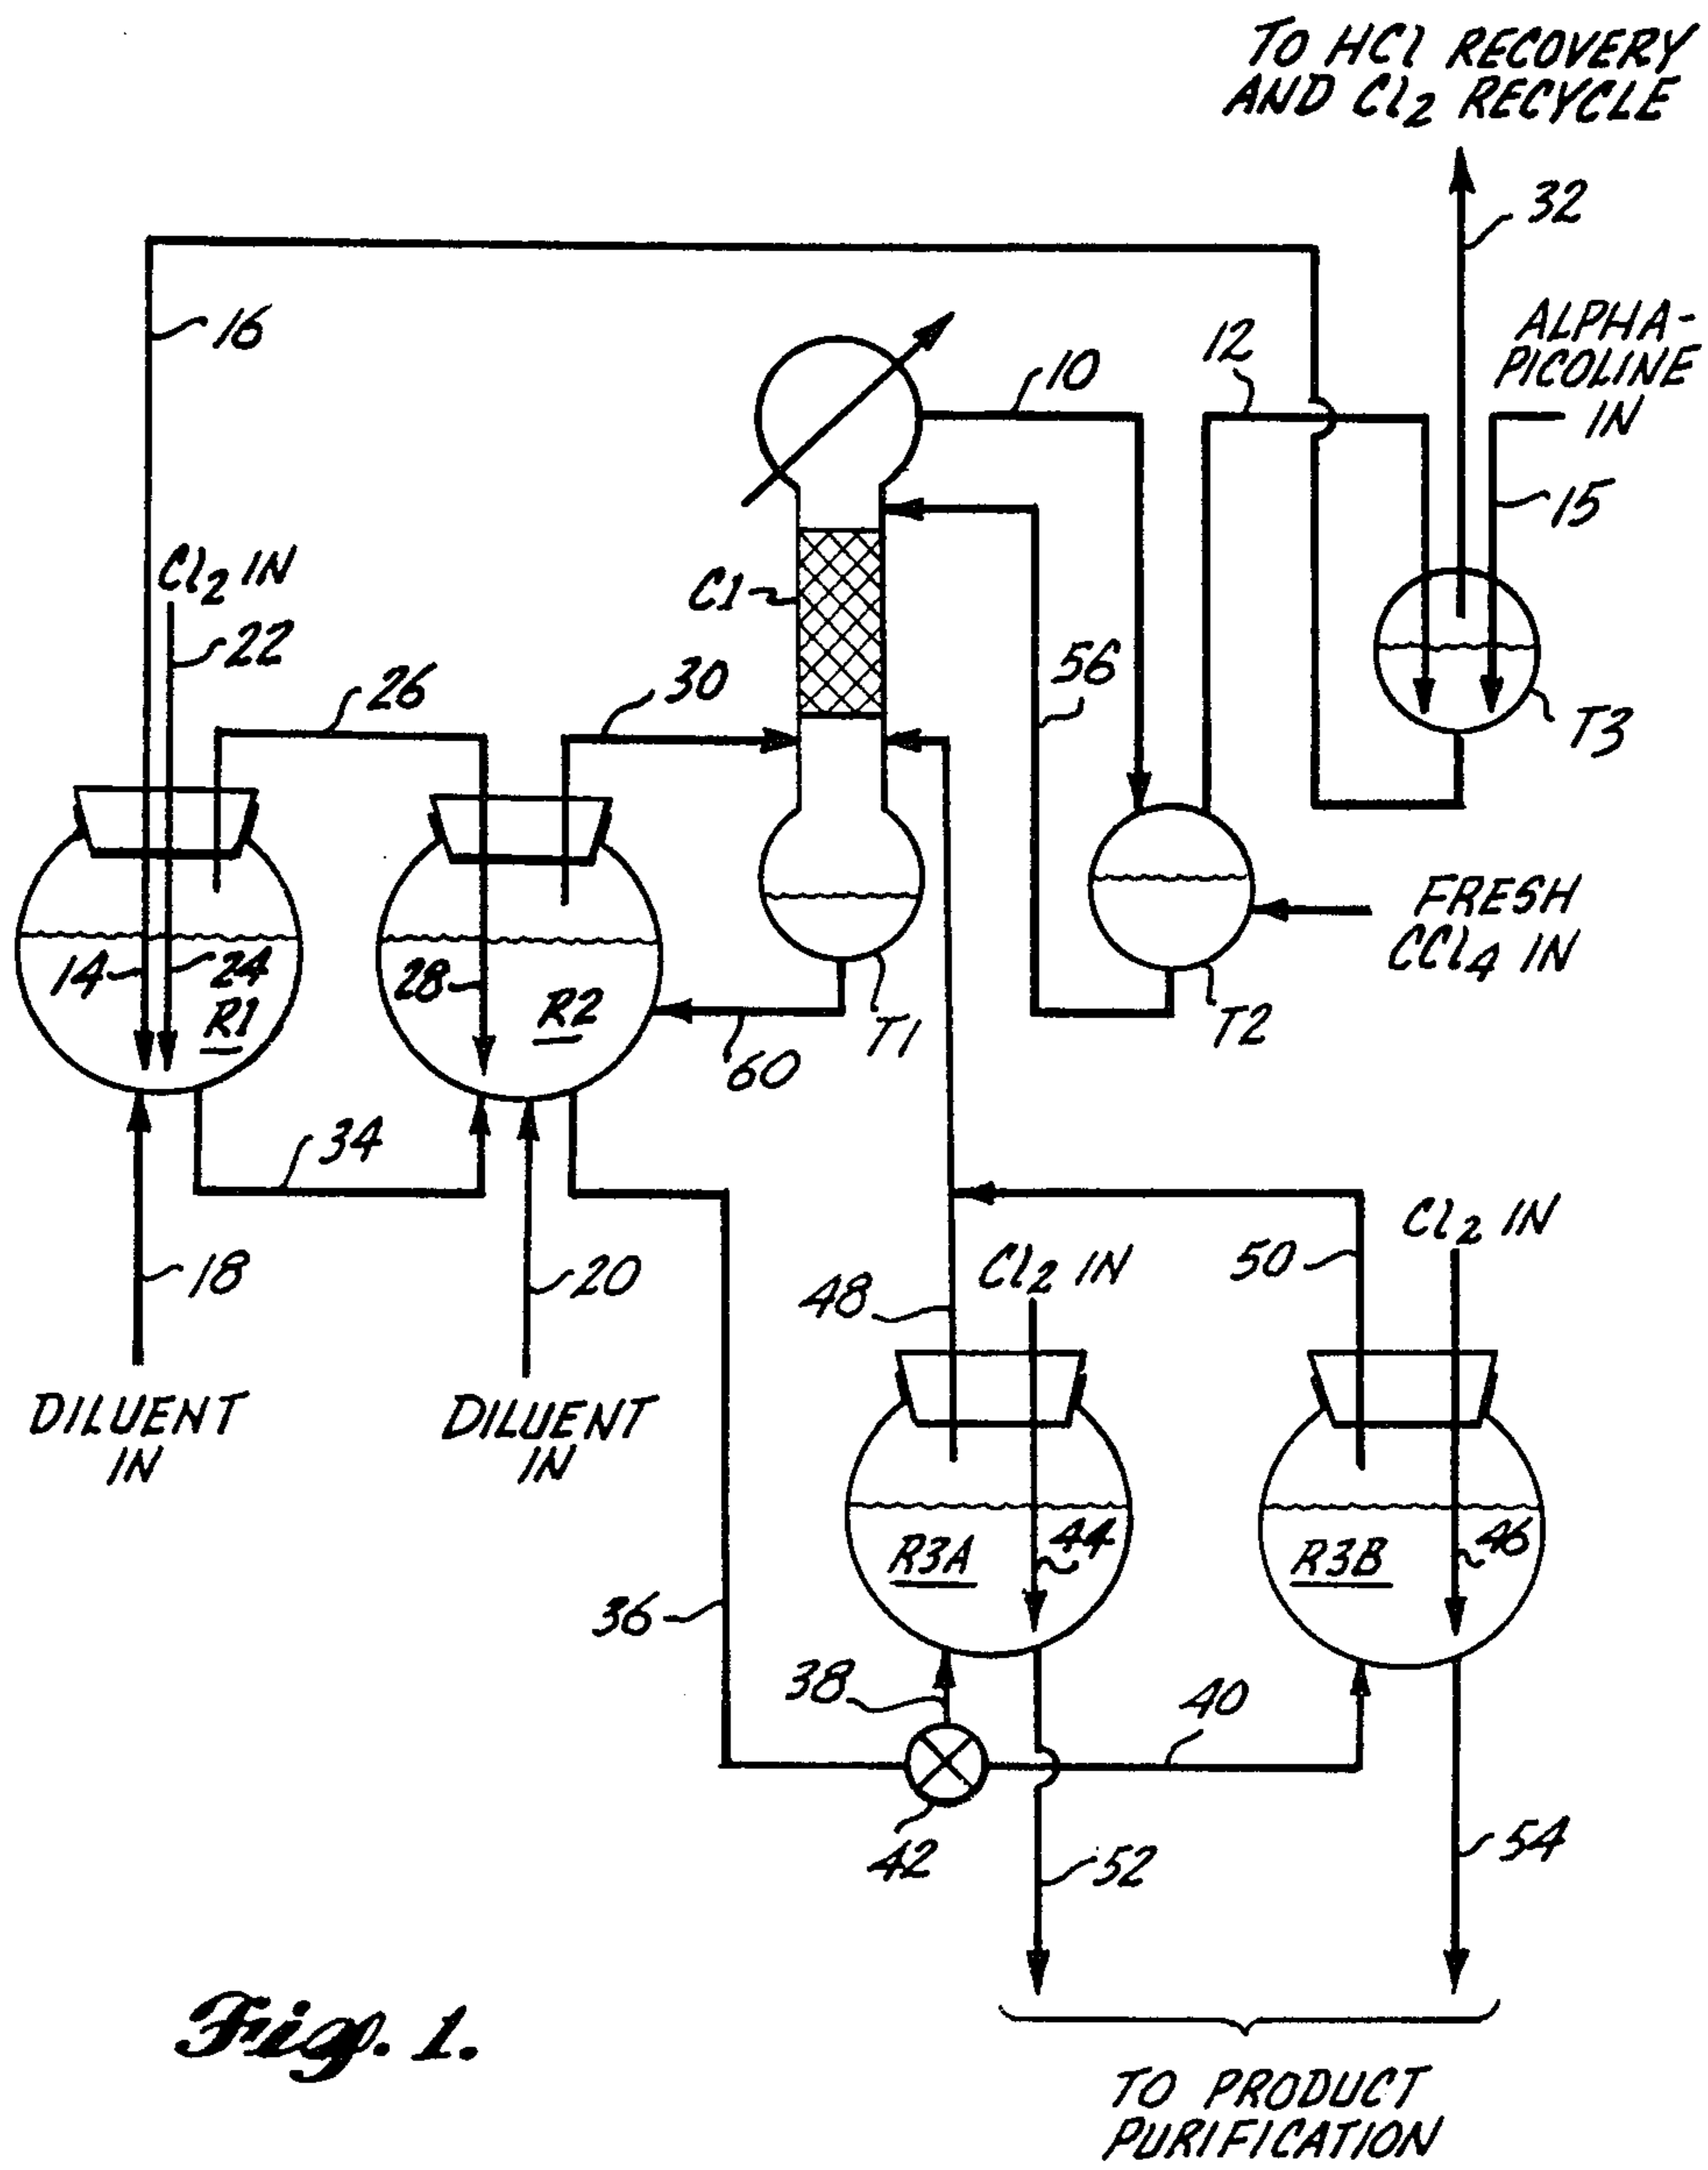 TO HCl RECOVERY
AND Cl2 RECYCLE
32
16
ALPHA-
PICOLINE
IN
10
12
15
Cl2 IN
22
C1
26
30
56
T3
FRESH
CCl4 IN
14
24
R1
28
R2
T1
T2
60
34
18
20
48
Cl2 IN
50
Cl2 IN
DILUENT
IN
DILUENT
IN
R3A
44
R3B
46
36
38
40
42
52
54
Fig. 1.
TO PRODUCT
PURIFICATION